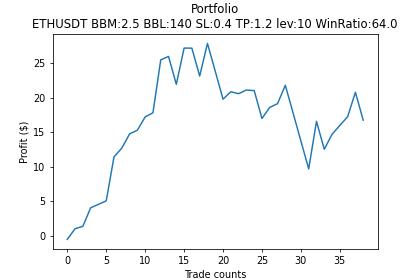 Portfolio
ETHUSDT BBM:2.5 BBL:140 SL:0.4 TP:1.2 lev:10 WinRatio:64.0
Profit ($)
25
20
15
10
5
0
0 5 10 15 20 25 30 35
Trade counts